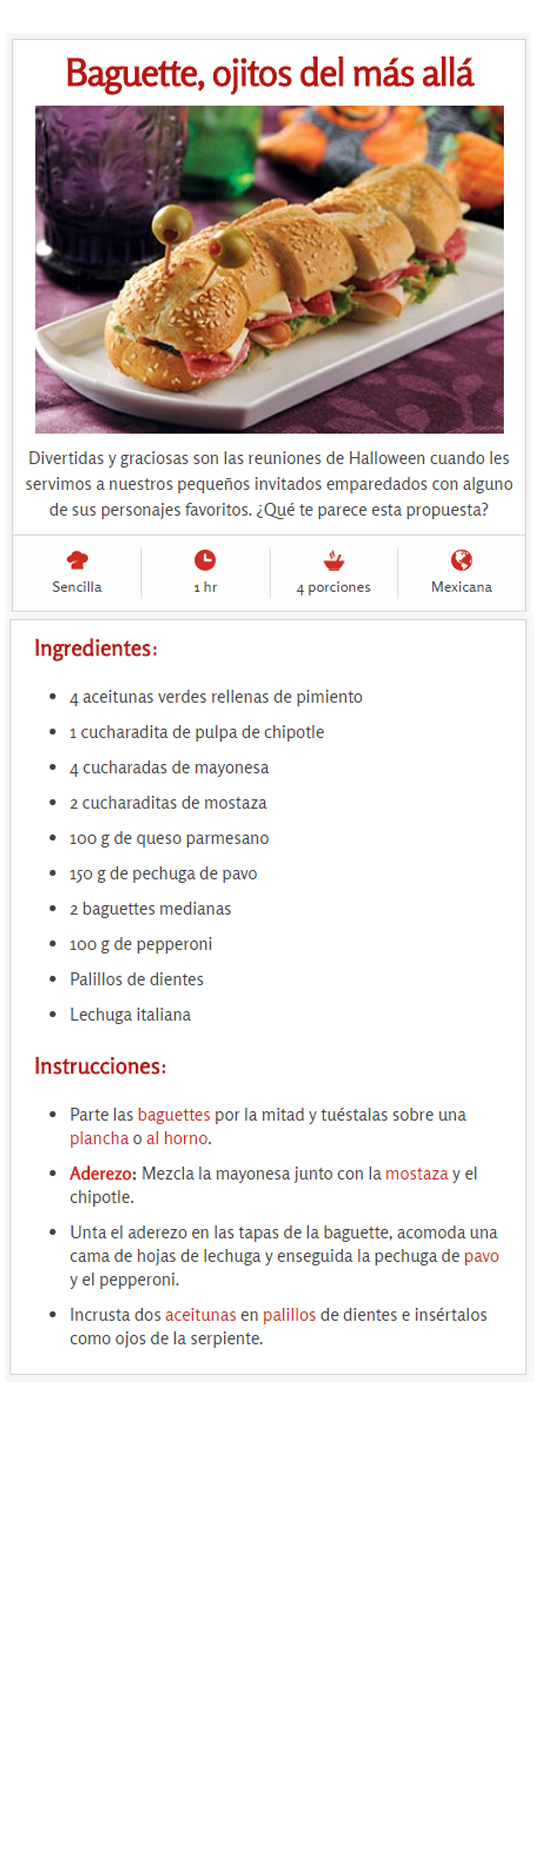 Baguette, ojitos del más allá
Divertidas y graciosas son las reuniones de Halloween cuando les
servimos a nuestros pequeños invitados emparedados con alguno
de sus personajes favoritos. ¿Qué te parece esta propuesta?
Sencilla
1 hr
4 porciones
Mexicana
Ingredientes:
• 4 aceitunas verdes rellenas de pimiento
• 1 cucharadita de pulpa de chipotle
• 4 cucharadas de mayonesa
• 2 cucharaditas de mostaza
• 100 g de queso parmesano
• 150 g de pechuga de pavo
• 2 baguettes medianas
• 100 g de pepperoni
• Palillos de dientes
• Lechuga italiana
Instrucciones:
• Parte las baguettes por la mitad y tuéstalas sobre una
plancha o al horno.
• Aderezo: Mezcla la mayonesa junto con la mostaza y el
chipotle.
• Unta el aderezo en las tapas de la baguette, acomoda una
cama de hojas de lechuga y enseguida la pechuga de pavo
y el pepperoni.
• Incrusta dos aceitunas en palillos de dientes e insértalos
como ojos de la serpiente.